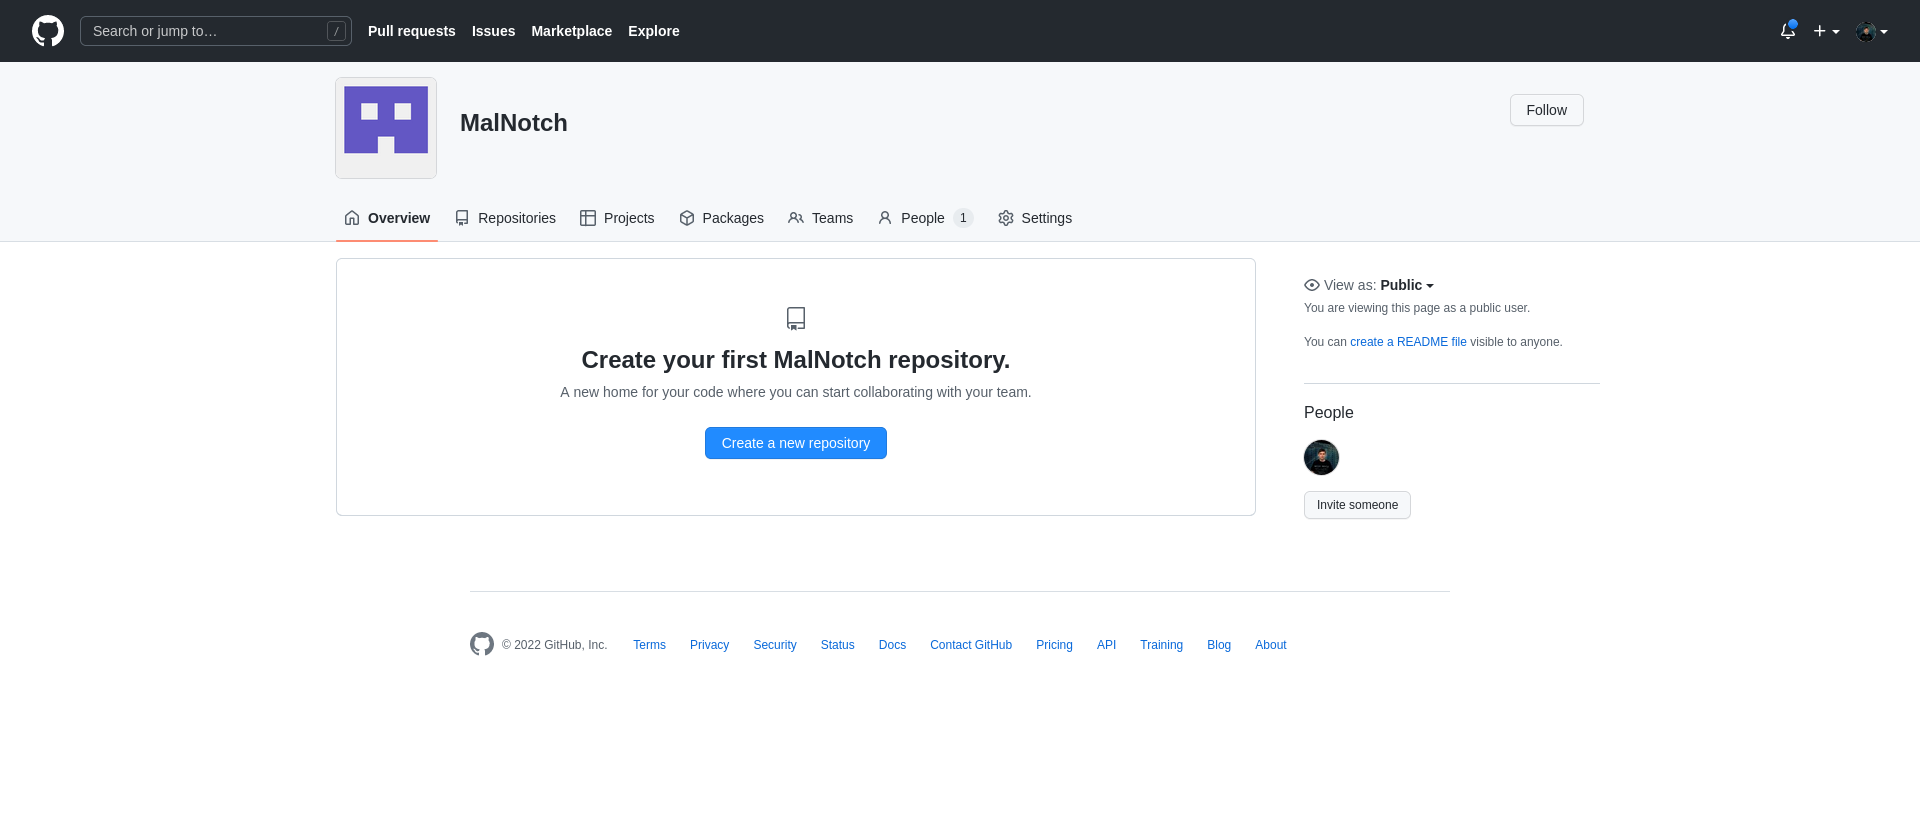 Search or jump to… /
Pull requests Issues Marketplace Explore
MalNotch
Follow
Overview Repositories Projects Packages Teams People 1 Settings
Create your first MalNotch repository.
A new home for your code where you can start collaborating with your team.
Create a new repository
View as: Public
You are viewing this page as a public user.
You can create a README file visible to anyone.
People
Invite someone
© 2022 GitHub, Inc. Terms Privacy Security Status Docs Contact GitHub Pricing API Training Blog About